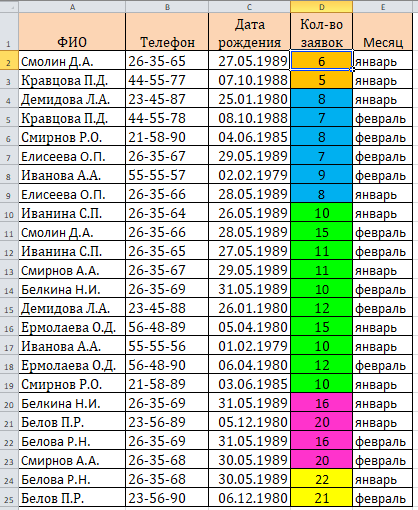 A B C D E
1 ФИО Телефон Дата рождения Кол-во заявок Месяц
2 Смолин Д.А. 26-35-65 27.05.1989 6 январь
3 Кравцова П.Д. 44-55-77 07.10.1988 5 январь
4 Демидова Л.А. 23-45-87 25.01.1980 8 январь
5 Кравцова П.Д. 44-55-78 08.10.1988 7 февраль
6 Смирнов Р.О. 21-58-90 04.06.1985 8 февраль
7 Елисеева О.П. 26-35-67 29.05.1989 7 февраль
8 Иванова А.А. 55-55-57 02.02.1979 9 февраль
9 Елисеева О.П. 26-35-66 28.05.1989 8 январь
10 Иванина С.П. 26-35-64 26.05.1989 10 январь
11 Смолин Д.А. 26-35-66 28.05.1989 15 февраль
12 Иванина С.П. 26-35-65 27.05.1989 11 февраль
13 Смирнов А.А. 26-35-67 29.05.1989 11 январь
14 Белкина Н.И. 26-35-69 31.05.1989 10 февраль
15 Демидова Л.А. 23-45-88 26.01.1980 12 февраль
16 Ермолаева О.Д. 56-48-89 05.04.1980 15 январь
17 Иванова А.А. 55-55-56 01.02.1979 10 январь
18 Ермолаева О.Д. 56-48-90 06.04.1980 12 февраль
19 Смирнов Р.О. 21-58-89 03.06.1985 10 январь
20 Белкина Н.И. 26-35-69 31.05.1989 16 январь
21 Белов П.Р. 23-56-89 05.12.1980 20 январь
22 Белова Р.Н. 26-35-69 31.05.1989 16 февраль
23 Смирнов А.А. 26-35-68 30.05.1989 20 февраль
24 Белова Р.Н. 26-35-68 30.05.1989 22 январь
25 Белов П.Р. 23-56-90 06.12.1980 21 февраль